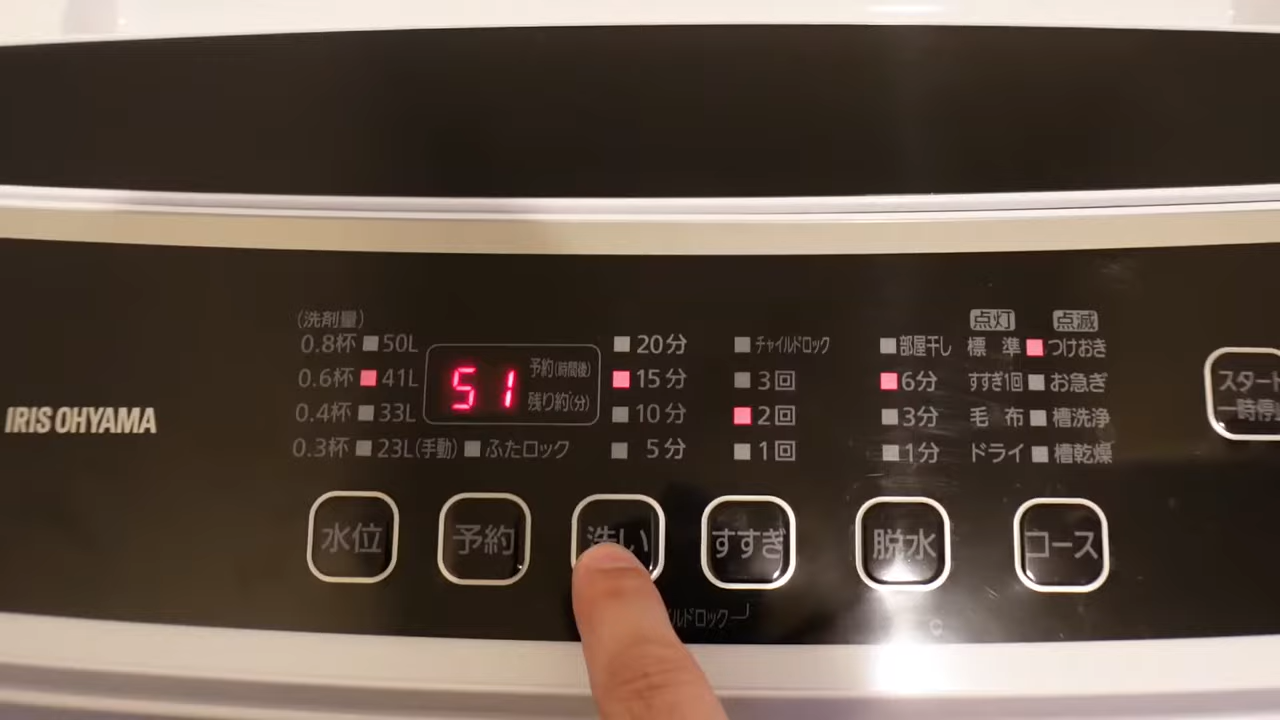 (洗剤量)
0.8杯 50L
0.6杯 41L
0.4杯 33L
0.3杯 23L(手動) ふたロック
51
予約(時間後)
残り約(分)
20分
15分
10分
5分
チャイルドロック
3回
2回
1回
部屋干し
6分
3分
1分
点灯 点滅
標準 つけおき
すすぎ1回 お急ぎ
毛布 槽洗浄
ドライ 槽乾燥
スタート
一時停
IRIS OHYAMA
水位 予約 洗い すすぎ 脱水 コース
ルドロック